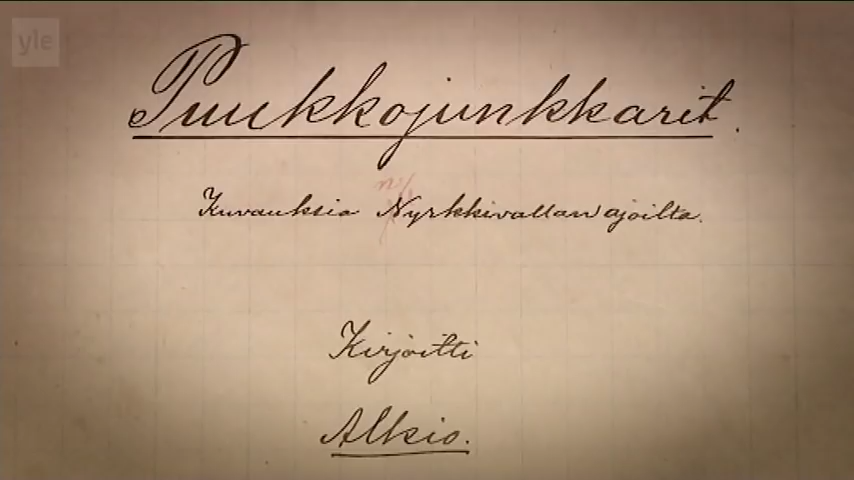 yle
Puukkojunkkarit.
n/
Kuvauksia Nyrkkivallan ajoilta.
Kirjoitti
Alkio.